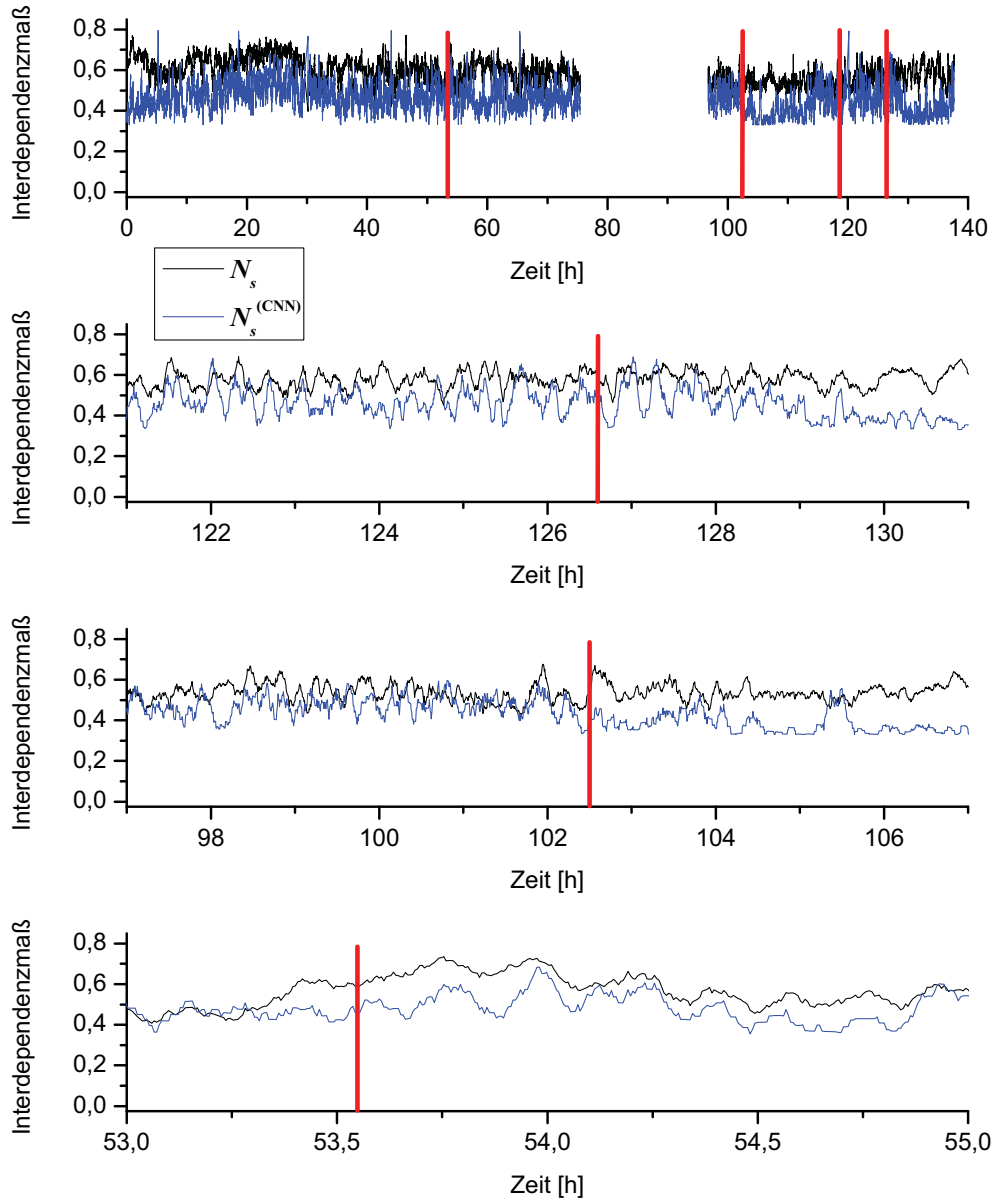 Interdependenzmaß
0,8
0,6
0,4
0,2
0,0
0 20 40 60 80 100 120 140
Zeit [h]
N_s
N_s^(CNN)
Interdependenzmaß
0,8
0,6
0,4
0,2
0,0
122 124 126 128 130
Zeit [h]
Interdependenzmaß
0,8
0,6
0,4
0,2
0,0
98 100 102 104 106
Zeit [h]
Interdependenzmaß
0,8
0,6
0,4
0,2
0,0
53,0 53,5 54,0 54,5 55,0
Zeit [h]